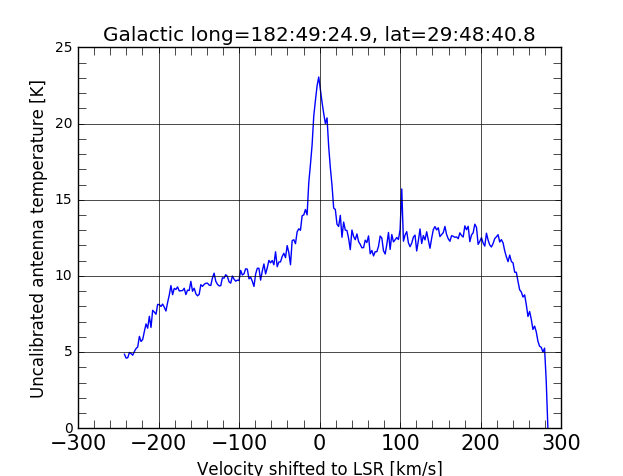 Galactic long=182:49:24.9, lat=29:48:40.8
Uncalibrated antenna temperature [K]
25
20
15
10
5
0
−300 −200 −100 0 100 200 300
Velocity shifted to LSR [km/s]